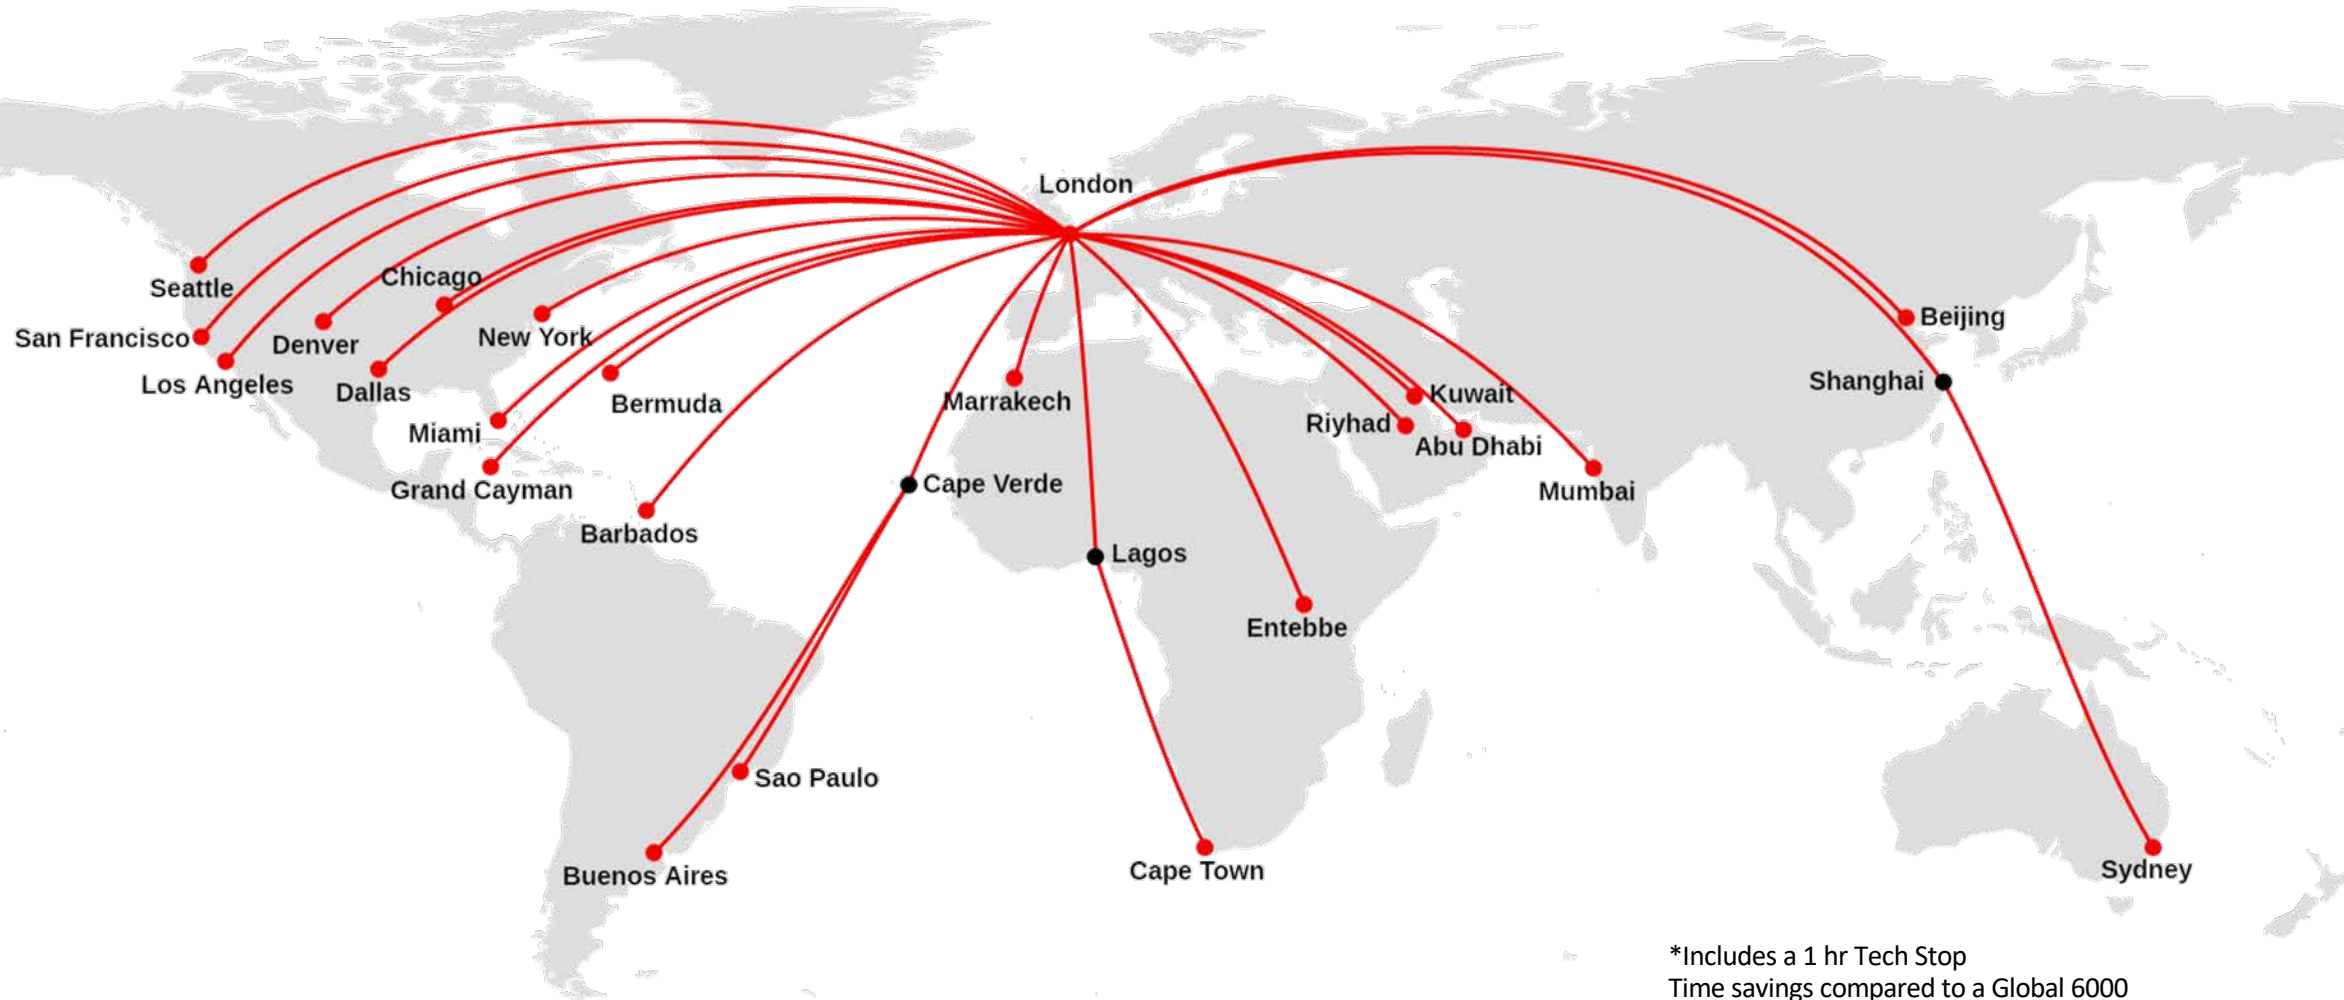 London
Seattle
Chicago
San Francisco
Denver
New York
Los Angeles
Dallas
Bermuda
Miami
Grand Cayman
Barbados
Marrakech
Cape Verde
Lagos
Kuwait
Riyhad
Abu Dhabi
Mumbai
Beijing
Shanghai
Entebbe
Sao Paulo
Buenos Aires
Cape Town
Sydney
*Includes a 1 hr Tech Stop
Time savings compared to a Global 6000